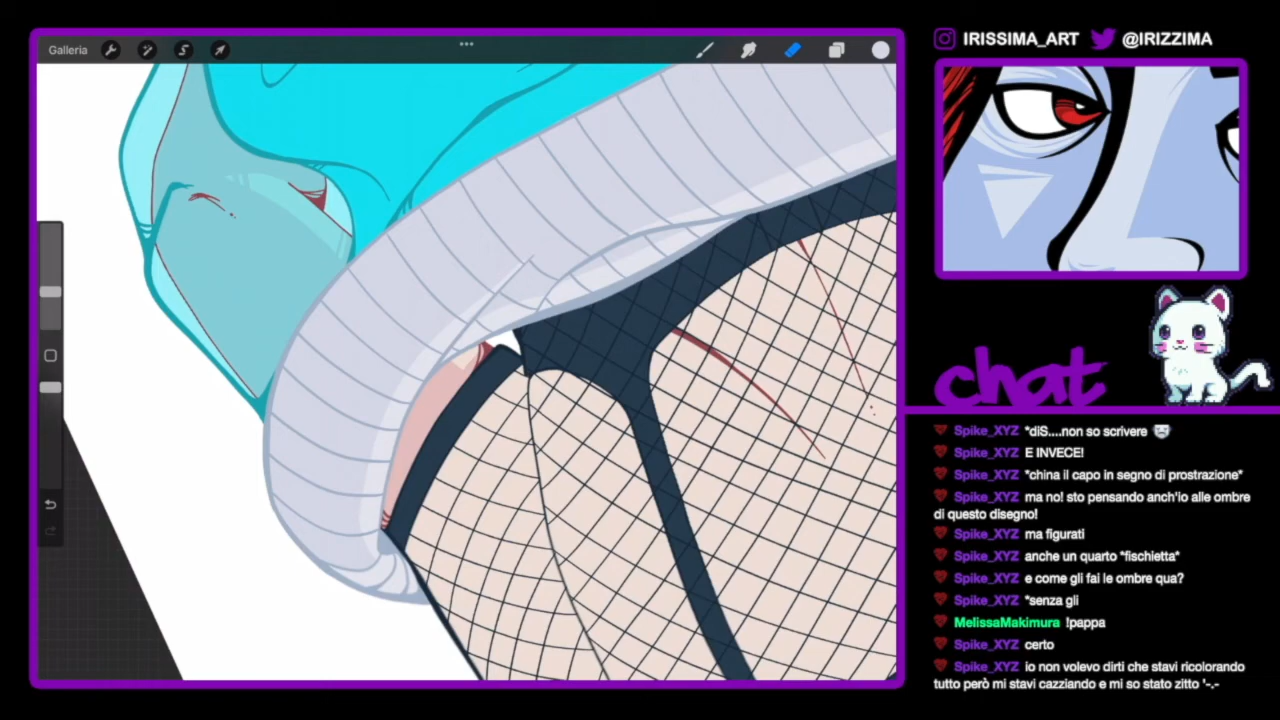 Galleria
IRISSIMA_ART @IRIZZIMA
chat
Spike_XYZ *diS....non so scrivere
Spike_XYZ E INVECE!
Spike_XYZ *china il capo in segno di prostrazione*
Spike_XYZ ma no! sto pensando anch'io alle ombre
di questo disegno!
Spike_XYZ ma figurati
Spike_XYZ anche un quarto *fischietta*
Spike_XYZ e come gli fai le ombre qua?
Spike_XYZ *senza gli
MelissaMakimura !pappa
Spike_XYZ certo
Spike_XYZ io non volevo dirti che stavi ricolorando
tutto però mi stavi cazziando e mi so stato zitto '-.-